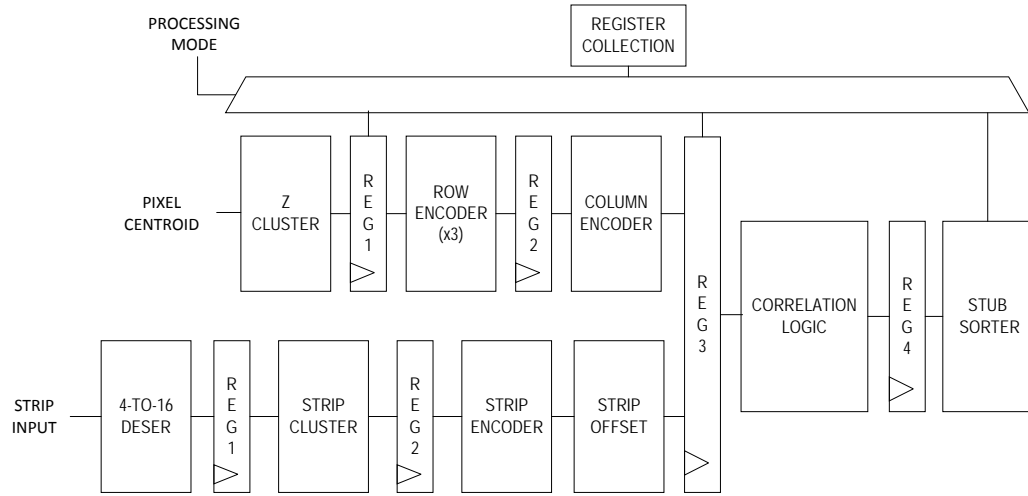 PROCESSING
MODE
REGISTER
COLLECTION
PIXEL
CENTROID
Z
CLUSTER
R
E
G
1
ROW
ENCODER
(x3)
R
E
G
2
COLUMN
ENCODER
R
E
G
3
CORRELATION
LOGIC
R
E
G
4
STUB
SORTER
STRIP
INPUT
4-TO-16
DESER
R
E
G
1
STRIP
CLUSTER
R
E
G
2
STRIP
ENCODER
STRIP
OFFSET